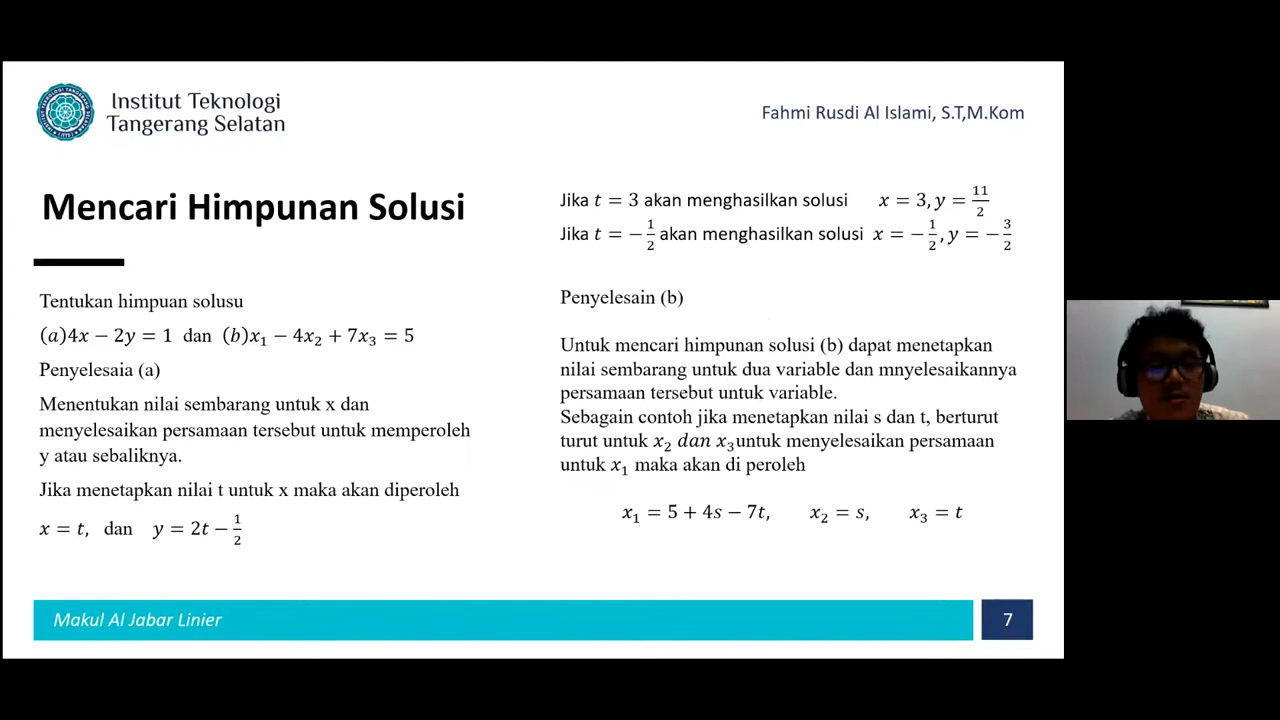 Institut Teknologi
Tangerang Selatan
Fahmi Rusdi Al Islami, S.T,M.Kom
Mencari Himpunan Solusi
Tentukan himpuan solusu
(a)4x − 2y = 1 dan (b)x₁ − 4x₂ + 7x₃ = 5
Penyelesaia (a)
Menentukan nilai sembarang untuk x dan
menyelesaikan persamaan tersebut untuk memperoleh
y atau sebaliknya.
Jika menetapkan nilai t untuk x maka akan diperoleh
x = t, dan y = 2t − 1/2
Jika t = 3 akan menghasilkan solusi x = 3, y = 11/2
Jika t = − 1/2 akan menghasilkan solusi x = − 1/2, y = − 3/2
Penyelesain (b)
Untuk mencari himpunan solusi (b) dapat menetapkan
nilai sembarang untuk dua variable dan mnyelesaikannya
persamaan tersebut untuk variable.
Sebagain contoh jika menetapkan nilai s dan t, berturut
turut untuk x₂ dan x₃untuk menyelesaikan persamaan
untuk x₁ maka akan di peroleh
x₁ = 5 + 4s − 7t, x₂ = s, x₃ = t
Makul Al Jabar Linier
7